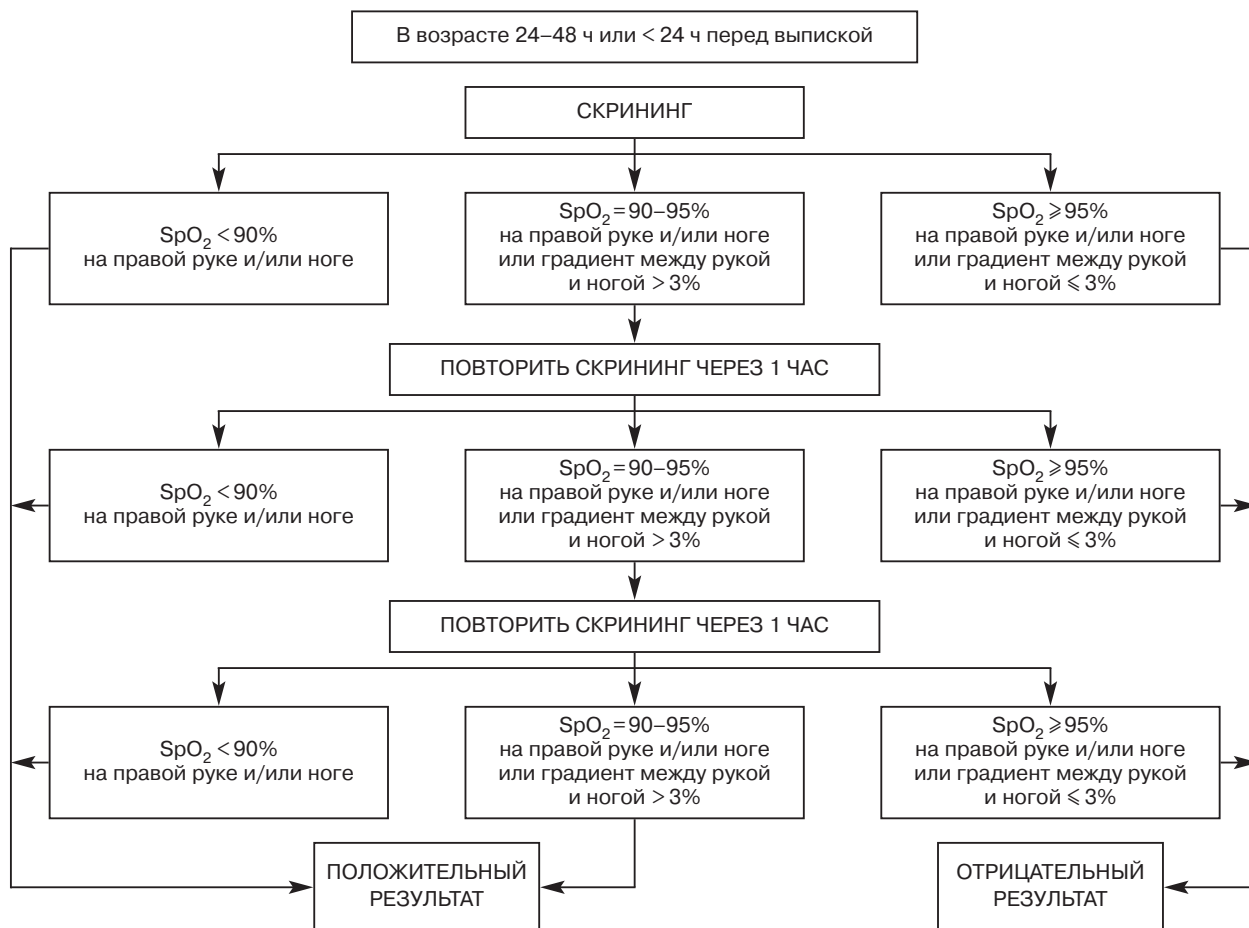 В возрасте 24–48 ч или < 24 ч перед выпиской
СКРИНИНГ
SpO₂ < 90%
на правой руке и/или ноге
SpO₂ = 90–95%
на правой руке и/или ноге
или градиент между рукой
и ногой > 3%
SpO₂ ⩾ 95%
на правой руке и/или ноге
или градиент между рукой
и ногой ⩽ 3%
ПОВТОРИТЬ СКРИНИНГ ЧЕРЕЗ 1 ЧАС
SpO₂ < 90%
на правой руке и/или ноге
SpO₂ = 90–95%
на правой руке и/или ноге
или градиент между рукой
и ногой > 3%
SpO₂ ⩾ 95%
на правой руке и/или ноге
или градиент между рукой
и ногой ⩽ 3%
ПОВТОРИТЬ СКРИНИНГ ЧЕРЕЗ 1 ЧАС
SpO₂ < 90%
на правой руке и/или ноге
SpO₂ = 90–95%
на правой руке и/или ноге
или градиент между рукой
и ногой > 3%
SpO₂ ⩾ 95%
на правой руке и/или ноге
или градиент между рукой
и ногой ⩽ 3%
ПОЛОЖИТЕЛЬНЫЙ
РЕЗУЛЬТАТ
ОТРИЦАТЕЛЬНЫЙ
РЕЗУЛЬТАТ